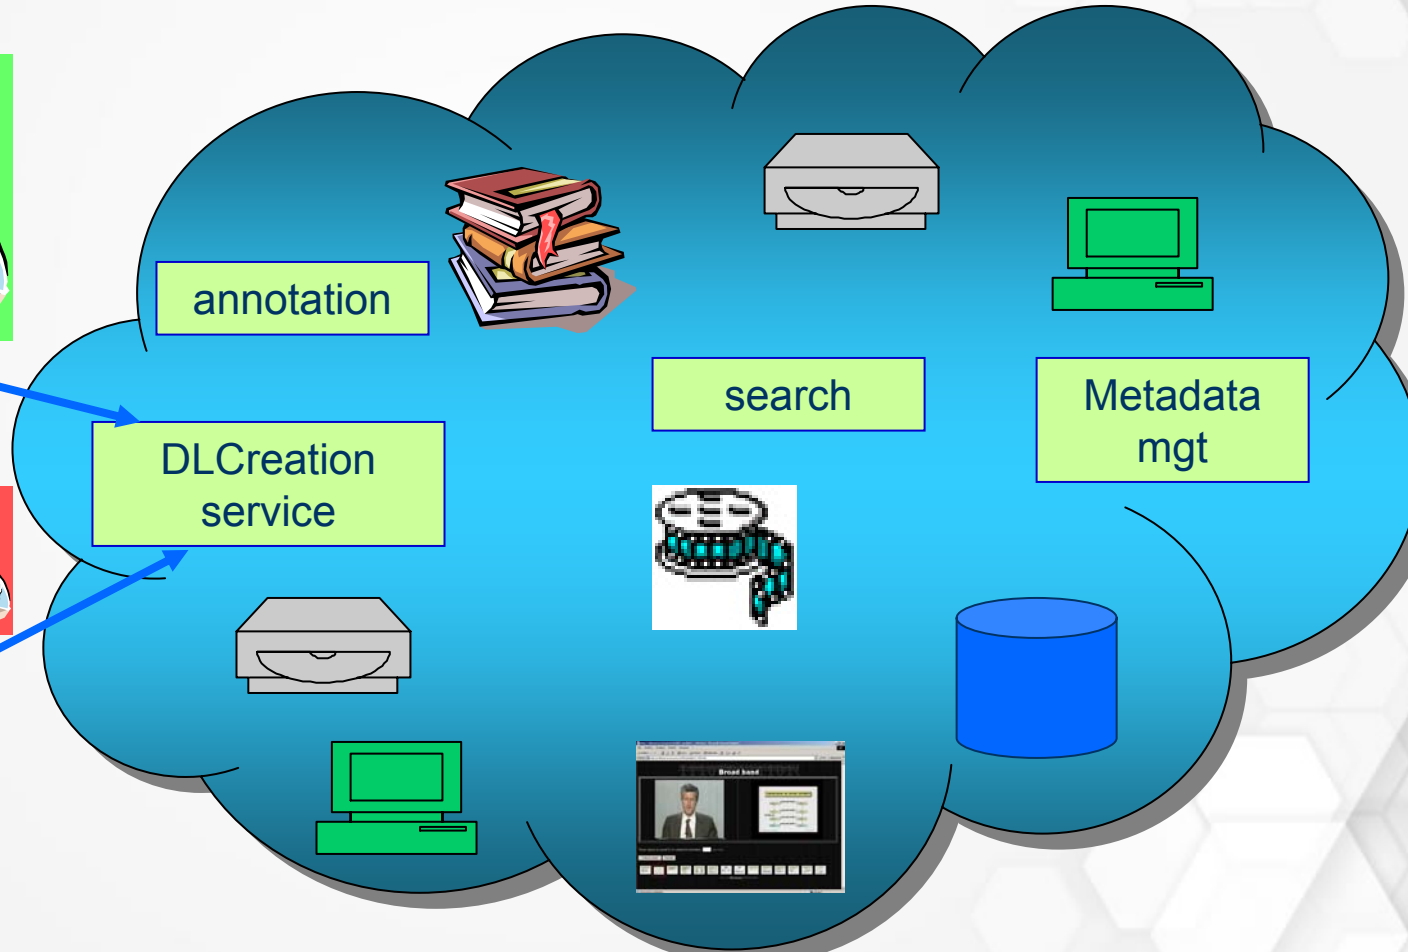 annotation
search
Metadata
mgt
DLCreation
service
Broad band